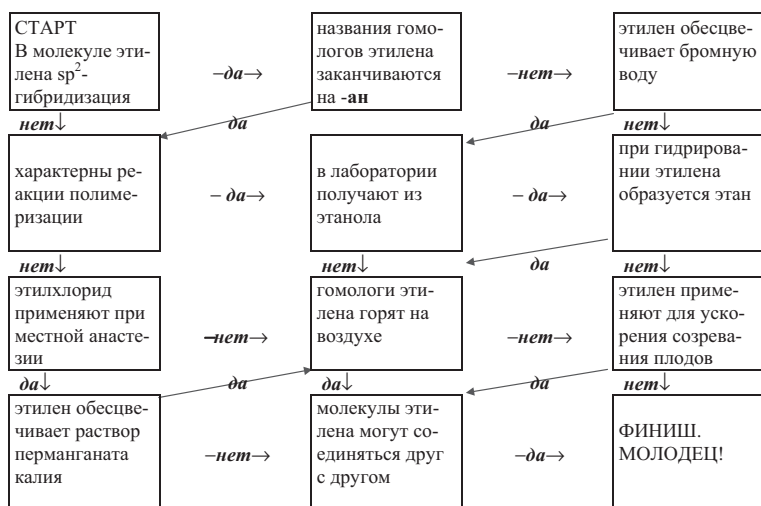 СТАРТ
В молекуле эти-
лена sp²-
гибридизация
–да→
названия гомо-
логов этилена
заканчиваются
на -ан
–нет→
этилен обесцве-
чивает бромную
воду
нет↓
да
да
нет↓
характерны ре-
акции полиме-
ризации
– да→
в лаборатории
получают из
этанола
– да→
при гидрирова-
нии этилена
образуется этан
нет↓
нет↓
да
нет↓
этилхлорид
применяют при
местной анасте-
зии
–нет→
гомологи эти-
лена горят на
воздухе
–нет→
этилен приме-
няют для уско-
рения созрева-
ния плодов
да↓
да
да↓
да
нет↓
этилен обесцве-
чивает раствор
перманганата
калия
–нет→
молекулы эти-
лена могут со-
единяться друг
с другом
–да→
ФИНИШ.
МОЛОДЕЦ!